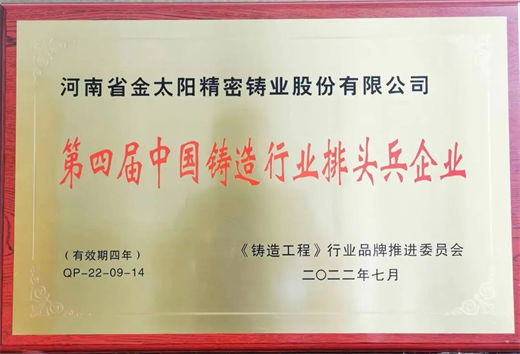 河南省金太阳精密铸业股份有限公司
第四届中国铸造行业排头兵企业
(有效期四年)
QP-22-09-14
《铸造工程》行业品牌推进委员会
二〇二二年七月